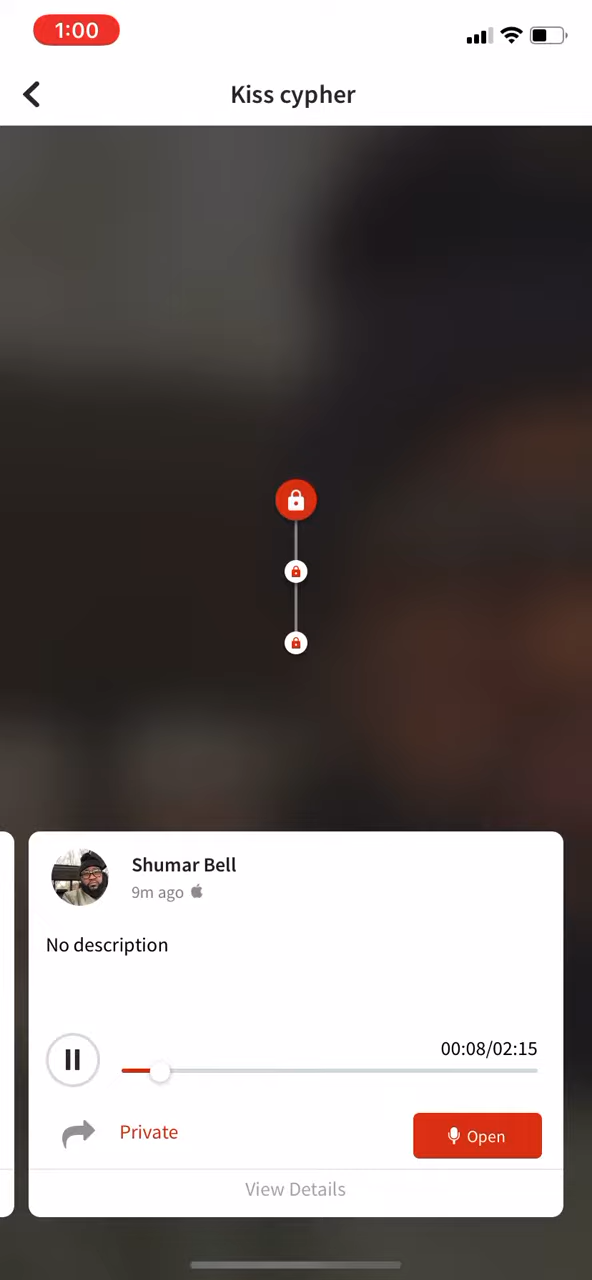 1:00
Kiss cypher
Shumar Bell
9m ago
No description
00:08/02:15
Private
Open
View Details